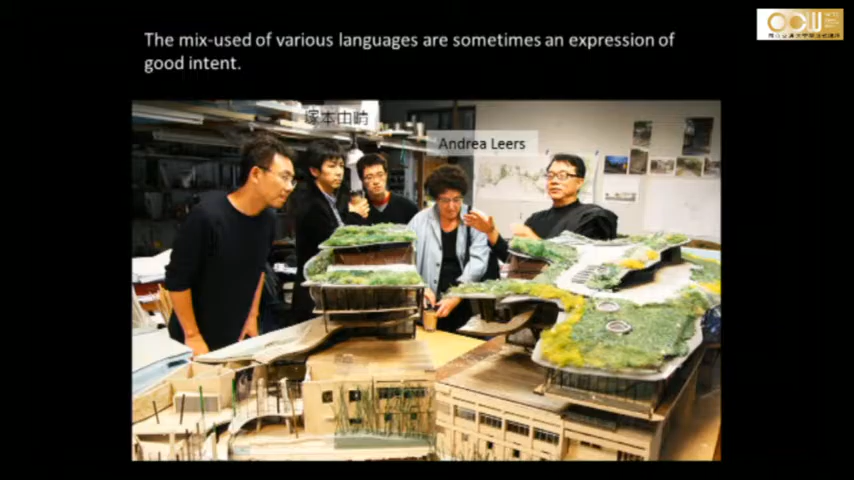 The mix-used of various languages are sometimes an expression of
good intent.
OCW
塚本由晴
Andrea Leers